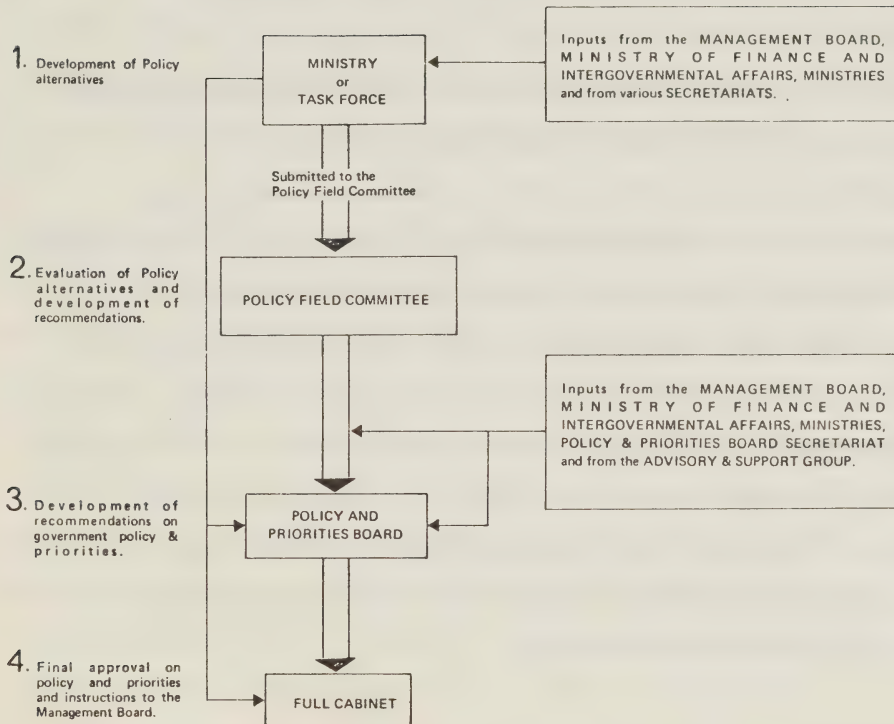 1. Development of Policy
alternatives
MINISTRY
or
TASK FORCE
Inputs from the MANAGEMENT BOARD,
MINISTRY OF FINANCE AND
INTERGOVERNMENTAL AFFAIRS, MINISTRIES
and from various SECRETARIATS.
Submitted to the
Policy Field Committee
2. Evaluation of Policy
alternatives and
development of
recommendations.
POLICY FIELD COMMITTEE
Inputs from the MANAGEMENT BOARD,
MINISTRY OF FINANCE AND
INTERGOVERNMENTAL AFFAIRS, MINISTRIES,
POLICY & PRIORITIES BOARD SECRETARIAT
and from the ADVISORY & SUPPORT GROUP.
3. Development of
recommendations on
government policy &
priorities.
POLICY AND
PRIORITIES BOARD
4. Final approval on
policy and priorities
and instructions to the
Management Board.
FULL CABINET